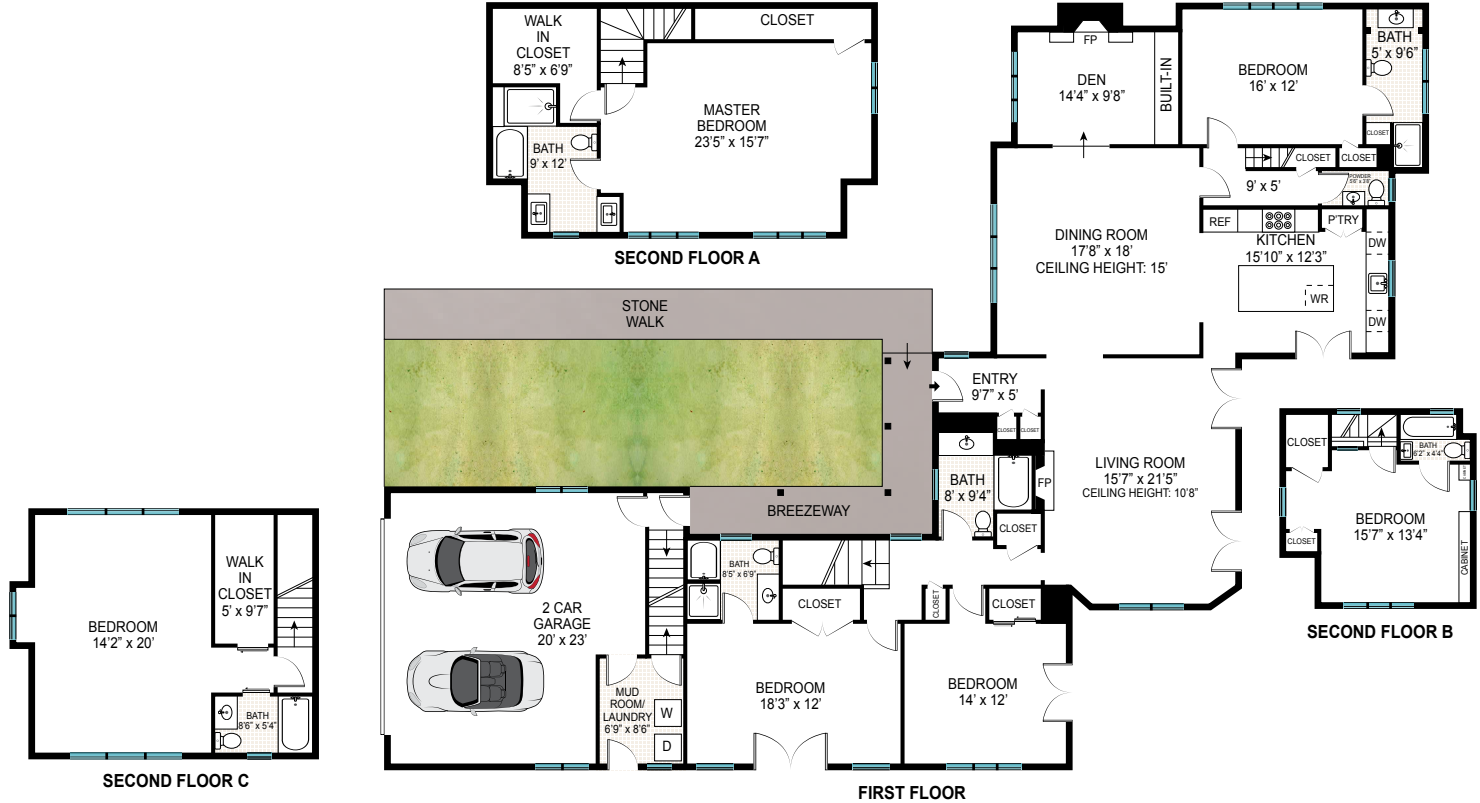 WALK
IN
CLOSET
8'5" x 6'9"
CLOSET
MASTER
BEDROOM
23'5" x 15'7"
BATH
9' x 12'
SECOND FLOOR A
FP
DEN
14'4" x 9'8"
BUILT-IN
BEDROOM
16' x 12'
BATH
5' x 9'6"
CLOSET
CLOSET
CLOSET
9' x 5'
POWDER
DINING ROOM
17'8" x 18'
CEILING HEIGHT: 15'
REF
P'TRY
KITCHEN
15'10" x 12'3"
DW
WR
DW
STONE
WALK
ENTRY
9'7" x 5'
CLOSET
CLOSET
BATH
8' x 9'4"
FP
LIVING ROOM
15'7" x 21'5"
CEILING HEIGHT: 10'8"
CLOSET
BREEZEWAY
BATH
8'5" x 6'9"
CLOSET
CLOSET
CLOSET
2 CAR
GARAGE
20' x 23'
MUD
ROOM/
LAUNDRY
6'9" x 8'6"
W
D
BEDROOM
18'3" x 12'
BEDROOM
14' x 12'
FIRST FLOOR
CLOSET
BATH
6'2" x 4'4"
BEDROOM
15'7" x 13'4"
CLOSET
CABINET
SECOND FLOOR B
WALK
IN
CLOSET
5' x 9'7"
BEDROOM
14'2" x 20'
BATH
8'6" x 5'4"
SECOND FLOOR C